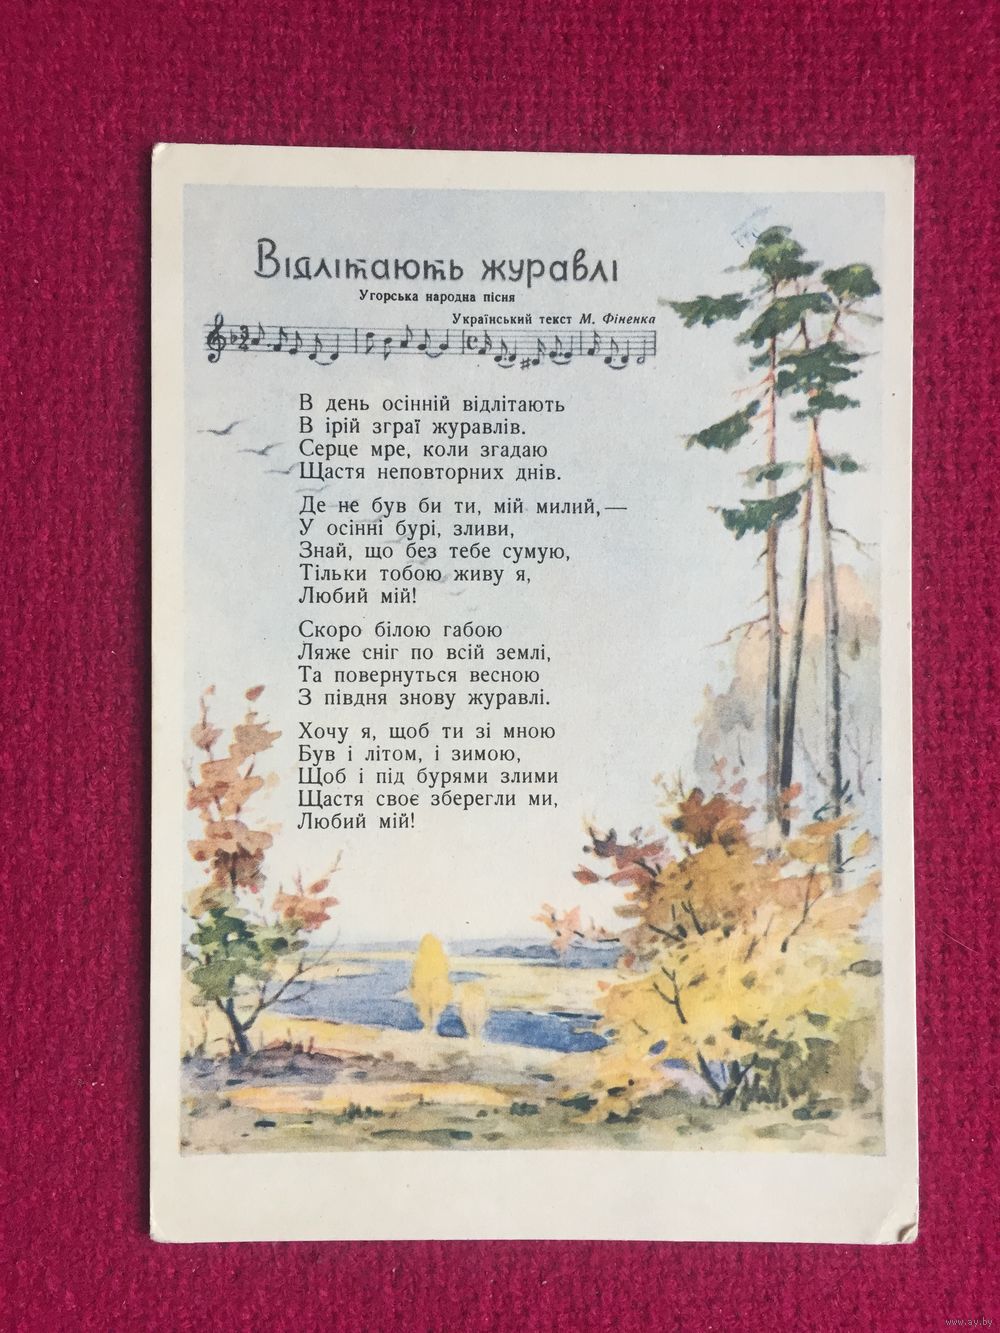 Відлітають журавлі
Угорська народна пісня
Український текст М. Фіненка
В день осінній відлітають
В ірій зграї журавлів.
Серце мре, коли згадаю
Щастя неповторних днів.
Де не був би ти, мій милий,—
У осінні бурі, зливи,
Знай, що без тебе сумую,
Тільки тобою живу я,
Любий мій!
Скоро білою габою
Ляже сніг по всій землі,
Та повернуться весною
З півдня знову журавлі.
Хочу я, щоб ти зі мною
Був і літом, і зимою,
Щоб і під бурями злими
Щастя своє зберегли ми,
Любий мій!
www.ay.by